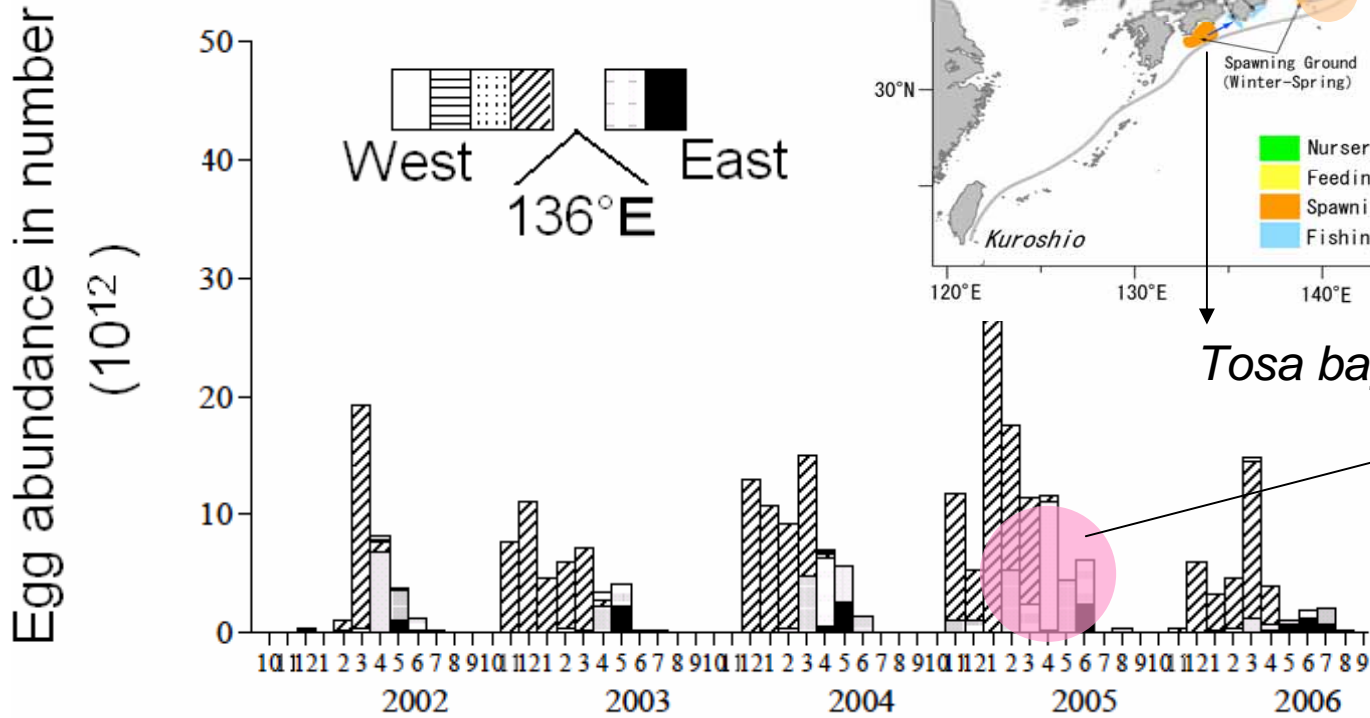 Egg abundance in number
(10¹²)
50
40
30
20
10
0
West
East
136°E
30°N
Spawning Ground
(Winter-Spring)
Kuroshio
120°E
130°E
140°E
Tosa
10 11 12 1 2 3 4 5 6 7 8 9 10 11 12 1 2 3 4 5 6 7 8 9 10 11 12 1 2 3 4 5 6 7 8 9 10 11 12 1 2 3 4 5 6 7 8 9 10 11 12 1 2 3 4 5 6 7 8 9
2002 2003 2004 2005 2006